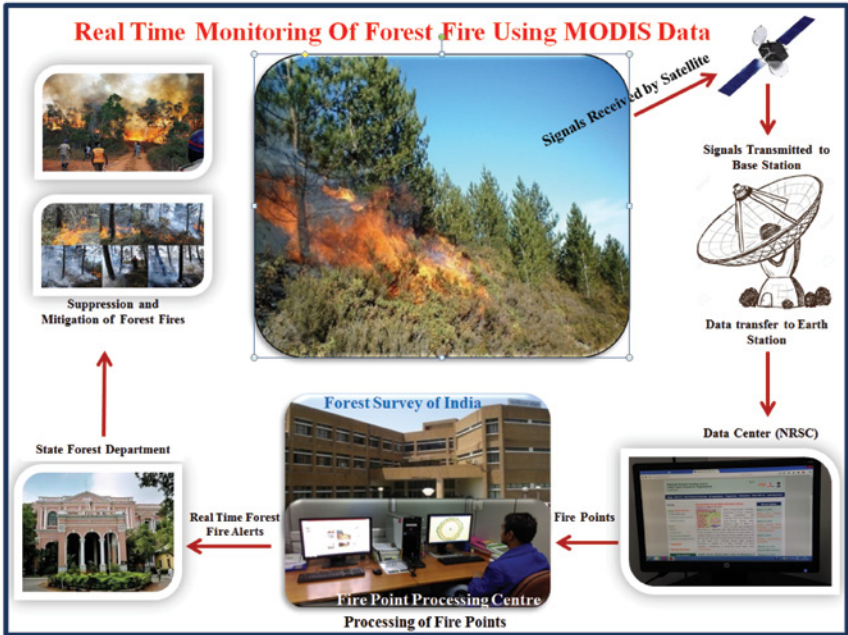 Real Time Monitoring Of Forest Fire Using MODIS Data
Signals Received by Satellite
Signals Transmitted to
Base Station
Data transfer to Earth
Station
Data Center (NRSC)
Fire Points
Forest Survey of India
Fire Point Processing Centre
Processing of Fire Points
Real Time Forest
Fire Alerts
State Forest Department
Suppression and
Mitigation of Forest Fires